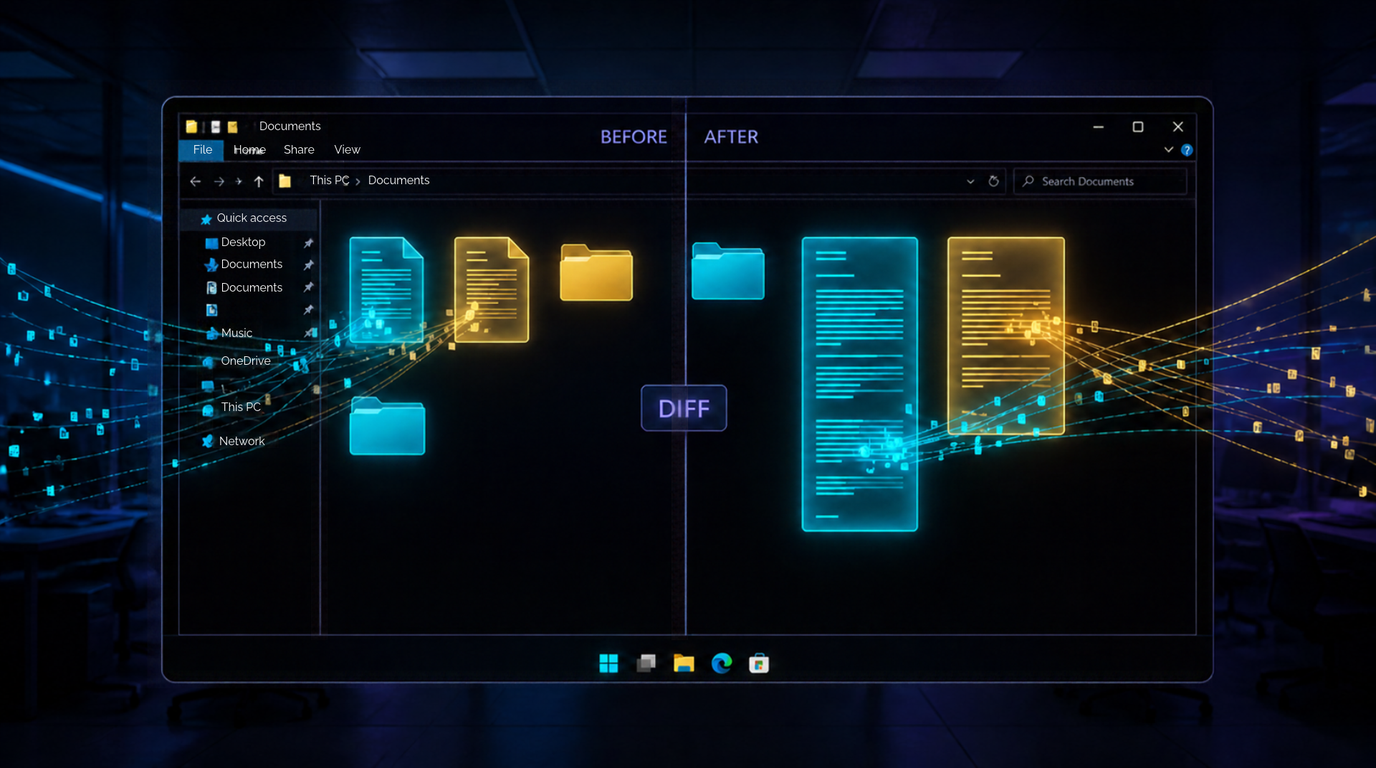 Documents
BEFORE AFTER
File Home Share View
?
This PC > Documents
Search Documents
Quick access
Desktop
Documents
Documents
Music
OneDrive
This PC
Network
DIFF